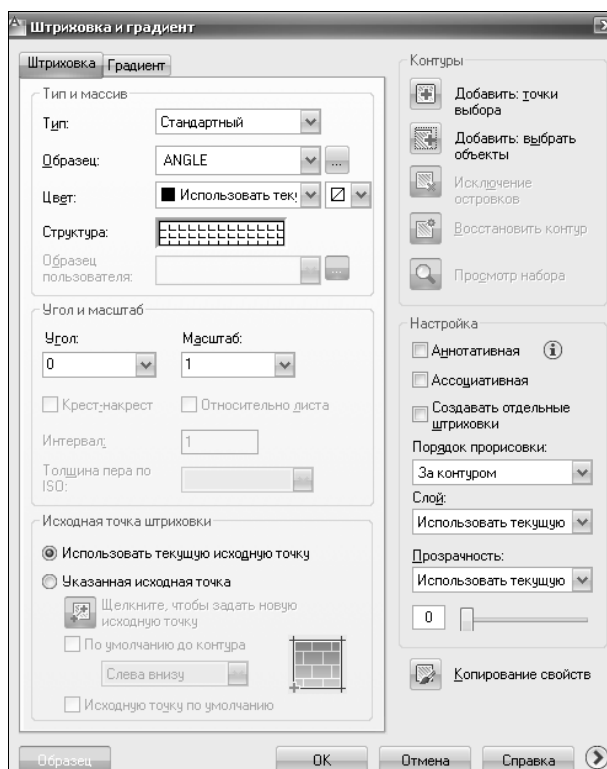 Штриховка и градиент
Штриховка
Градиент
Тип и массив
Тип:
Стандартный
Образец:
ANGLE
...
Цвет:
Использовать тек
Структура:
Образец
пользователя:
...
Угол и масштаб
Угол:
Масштаб:
0
1
Крест-накрест
Относительно листа
Интервал:
1
Толщина пера по
ISO:
Исходная точка штриховки
Использовать текущую исходную точку
Указанная исходная точка
Щелкните, чтобы задать новую
исходную точку
По умолчанию до контура
Слева внизу
Исходную точку по умолчанию
Образец
Контуры
Добавить: точки
выбора
Добавить: выбрать
объекты
Исключение
островков
Восстановить контур
Просмотр набора
Настройка
Аннотативная
Ассоциативная
Создавать отдельные
штриховки
Порядок прорисовки:
За контуром
Слой:
Использовать текущую
Прозрачность:
Использовать текущую
0
Копирование свойств
ОК
Отмена
Справка